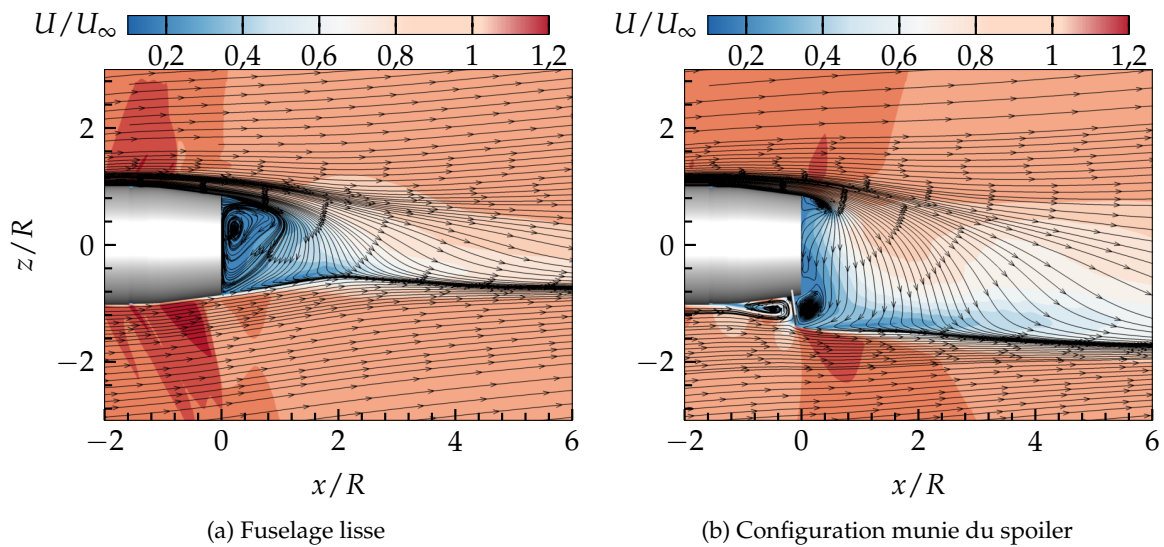 U/U∞ 0,2 0,4 0,6 0,8 1 1,2
U/U∞ 0,2 0,4 0,6 0,8 1 1,2
z/R
2
0
−2
−2 0 2 4 6
x/R
2
0
−2
−2 0 2 4 6
x/R
(a) Fuselage lisse
(b) Configuration munie du spoiler